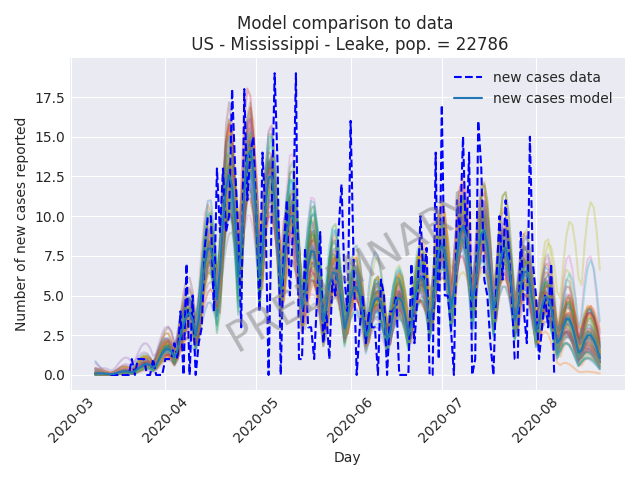 Model comparison to data
US - Mississippi - Leake, pop. = 22786
new cases data
new cases model
Number of new cases reported
17.5
15.0
12.5
10.0
7.5
5.0
2.5
0.0
PRELIMINARY
2020-03
2020-04
2020-05
2020-06
2020-07
2020-08
Day